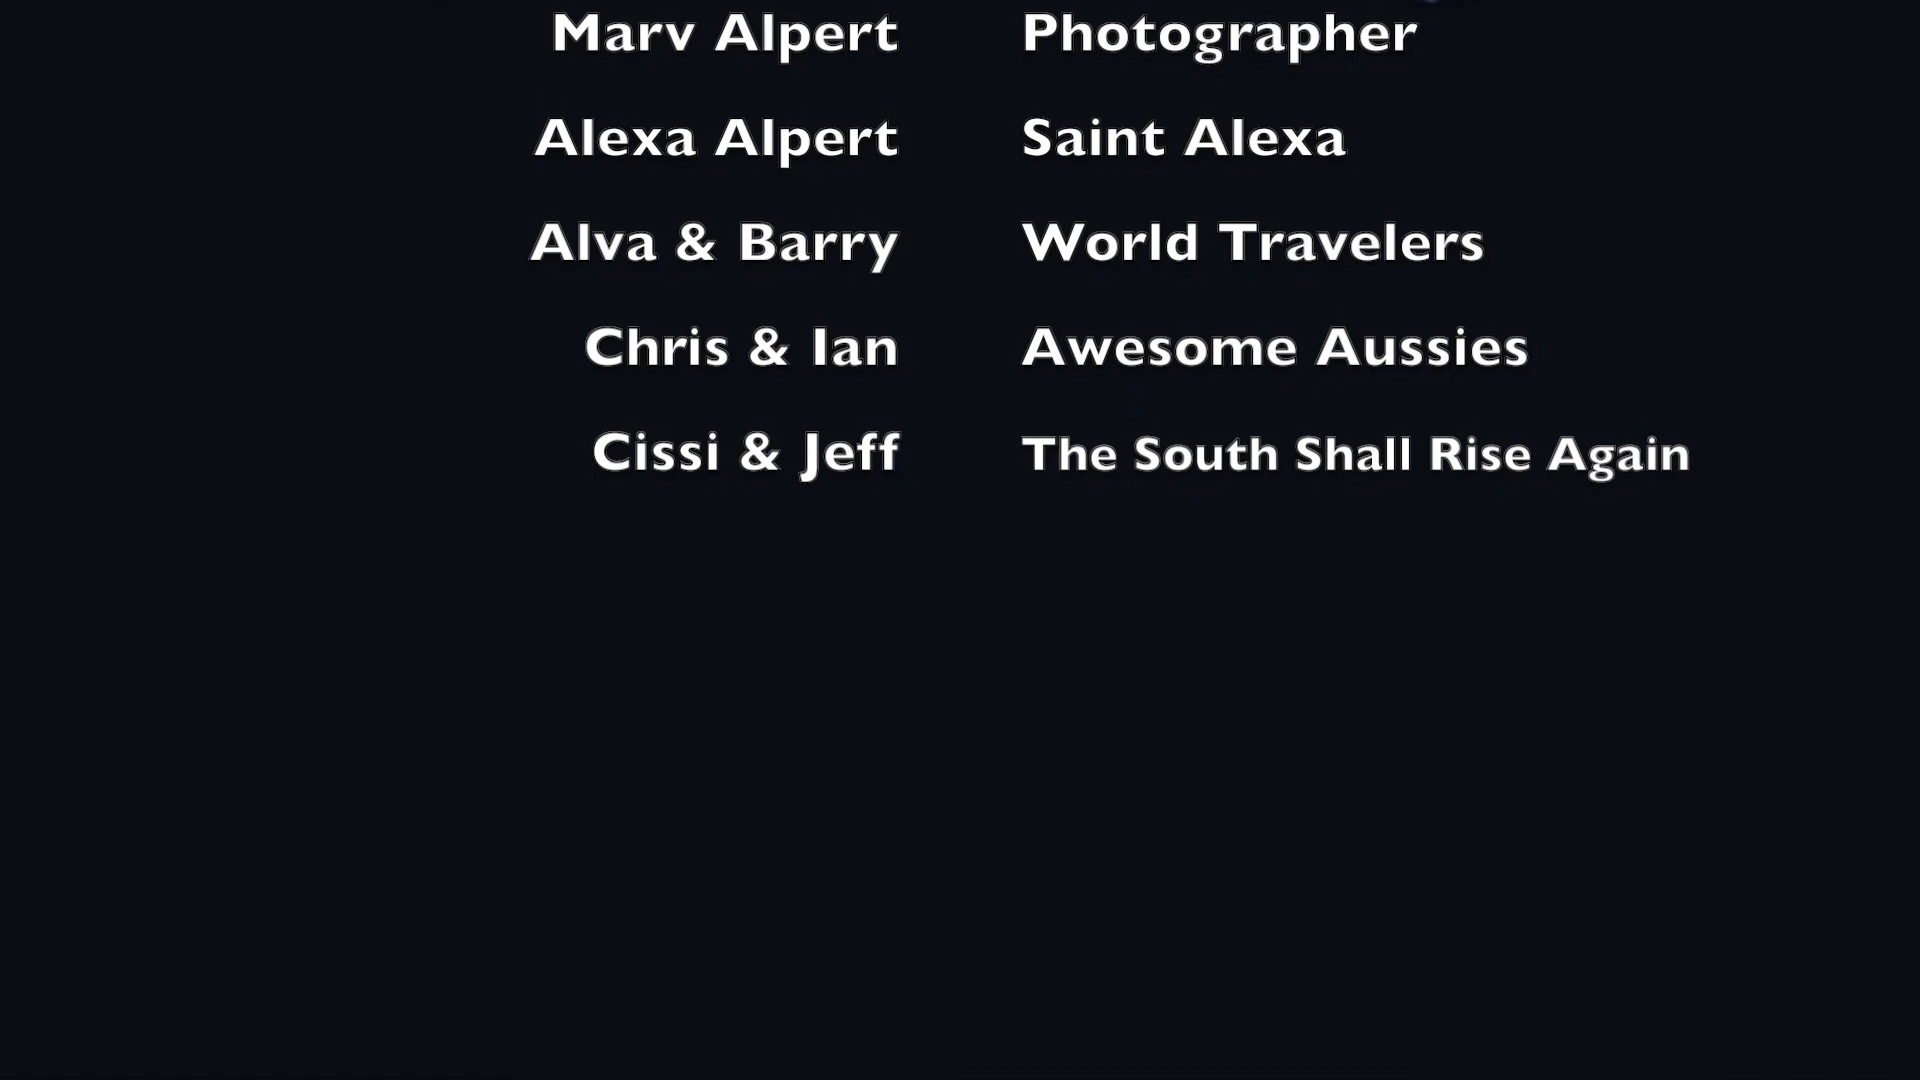 Marv Alpert Photographer
Alexa Alpert Saint Alexa
Alva & Barry World Travelers
Chris & Ian Awesome Aussies
Cissi & Jeff The South Shall Rise Again